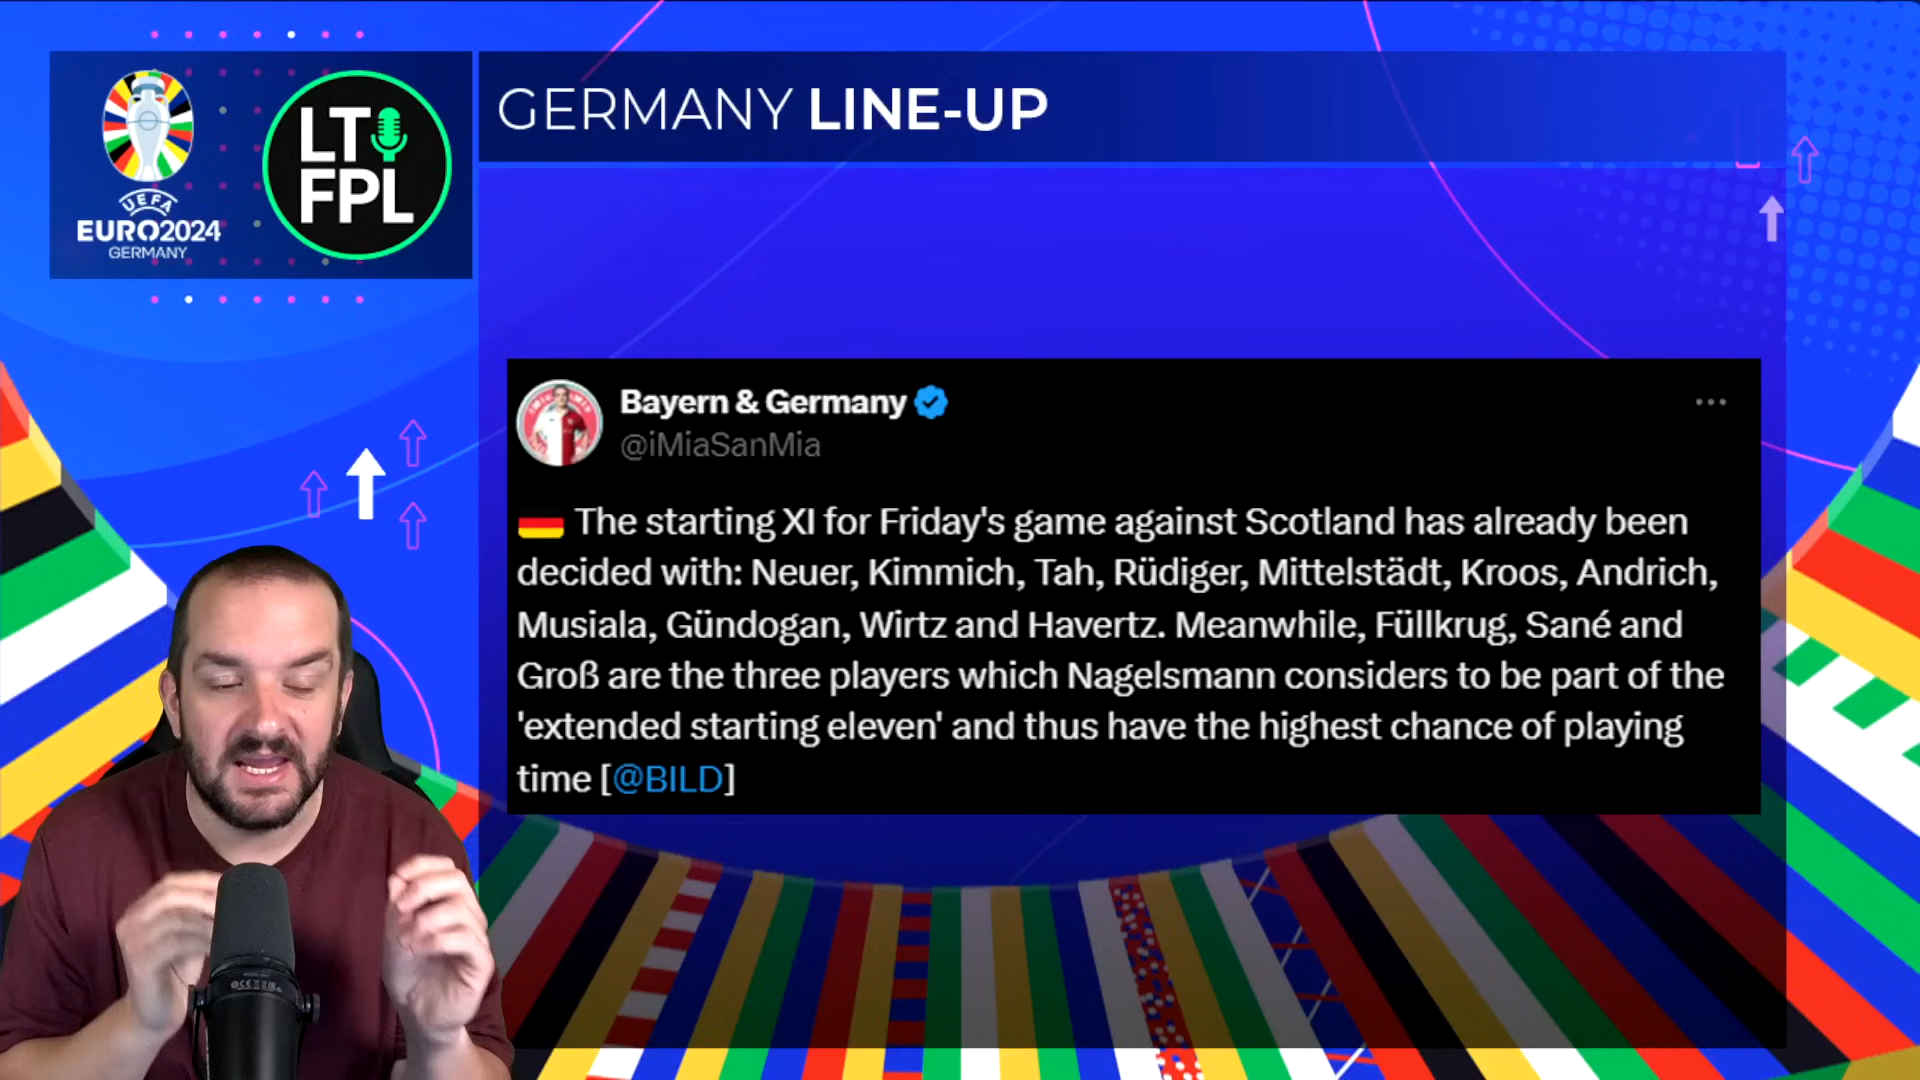 UEFA
EURO2024
GERMANY
LT
FPL
GERMANY LINE-UP
Bayern & Germany
@iMiaSanMia
The starting XI for Friday's game against Scotland has already been
decided with: Neuer, Kimmich, Tah, Rüdiger, Mittelstädt, Kroos, Andrich,
Musiala, Gündogan, Wirtz and Havertz. Meanwhile, Füllkrug, Sané and
Groß are the three players which Nagelsmann considers to be part of the
'extended starting eleven' and thus have the highest chance of playing
time [@BILD]